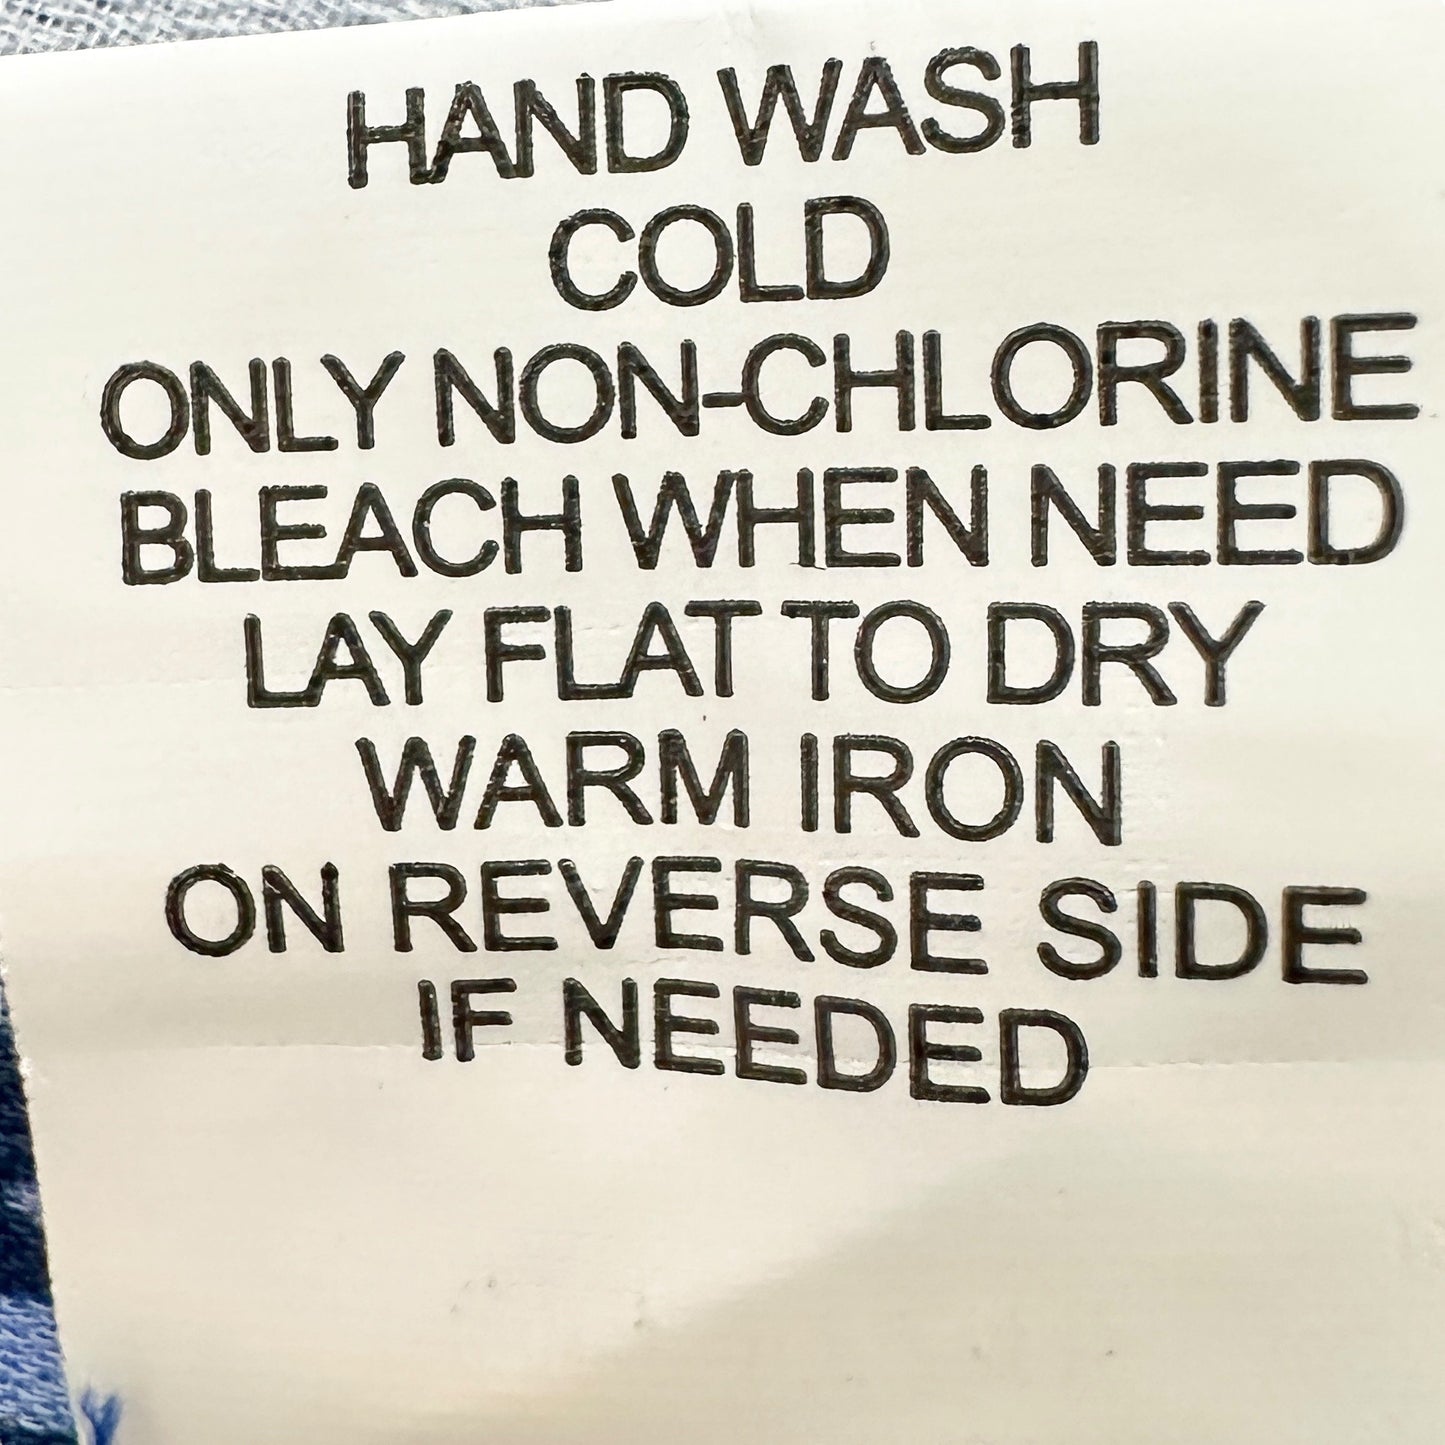 HAND WASH
COLD
ONLY NON-CHLORINE
BLEACH WHEN NEED
LAY FLAT TO DRY
WARM IRON
ON REVERSE SIDE
IF NEEDED